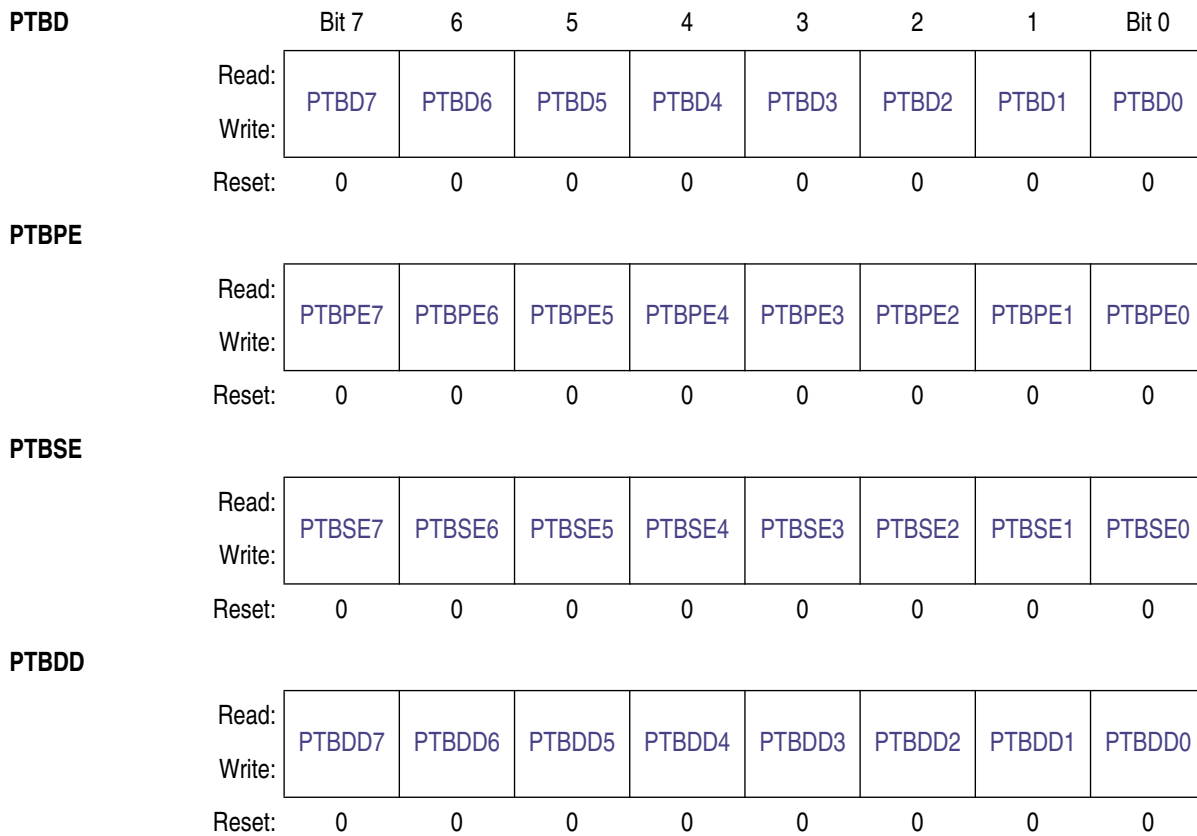 PTBD Bit 7 6 5 4 3 2 1 Bit 0
Read:
PTBD7 PTBD6 PTBD5 PTBD4 PTBD3 PTBD2 PTBD1 PTBD0
Write:
Reset: 0 0 0 0 0 0 0 0
PTBPE
Read:
PTBPE7 PTBPE6 PTBPE5 PTBPE4 PTBPE3 PTBPE2 PTBPE1 PTBPE0
Write:
Reset: 0 0 0 0 0 0 0 0
PTBSE
Read:
PTBSE7 PTBSE6 PTBSE5 PTBSE4 PTBSE3 PTBSE2 PTBSE1 PTBSE0
Write:
Reset: 0 0 0 0 0 0 0 0
PTBDD
Read:
PTBDD7 PTBDD6 PTBDD5 PTBDD4 PTBDD3 PTBDD2 PTBDD1 PTBDD0
Write:
Reset: 0 0 0 0 0 0 0 0